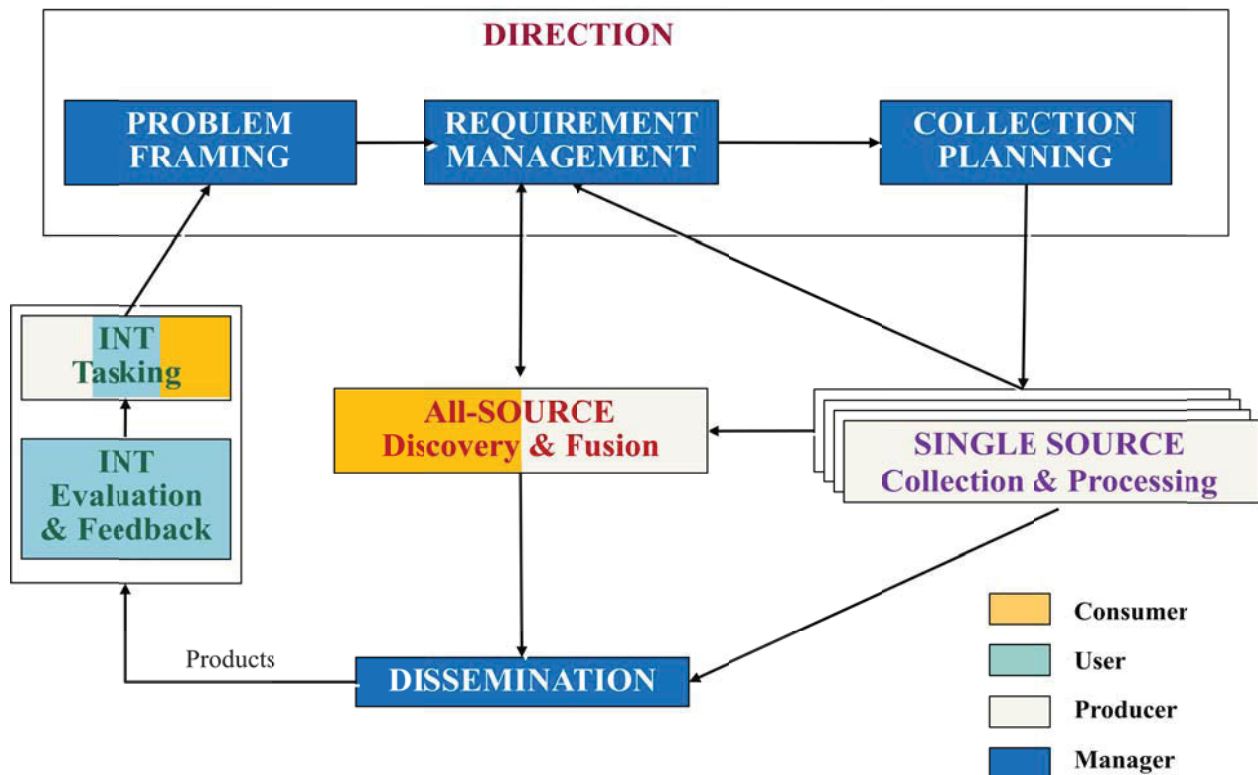 DIRECTION
PROBLEM
FRAMING
REQUIREMENT
MANAGEMENT
COLLECTION
PLANNING
INT
Tasking
INT
Evaluation
& Feedback
All-SOURCE
Discovery & Fusion
SINGLE SOURCE
Collection & Processing
Products
DISSEMINATION
Consumer
User
Producer
Manager